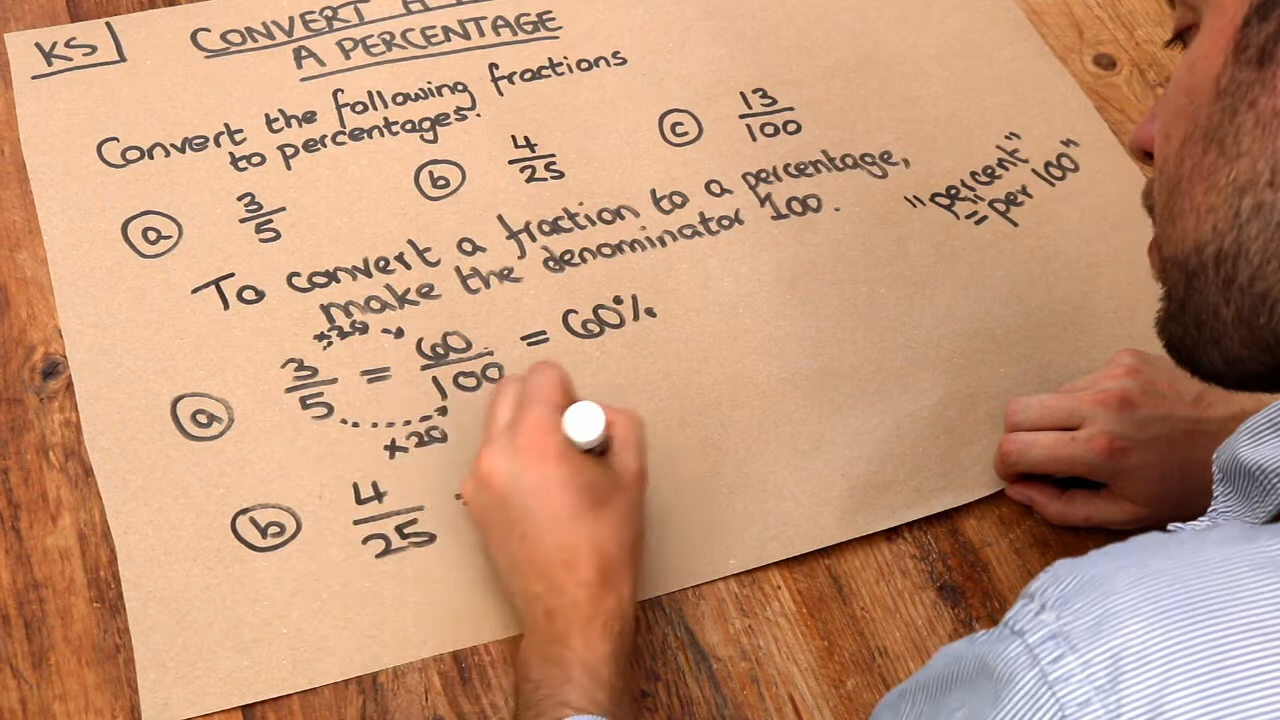 KS
CONVERT A
A PERCENTAGE
Convert the following fractions
to percentages.
a 3/5
b 4/25
c 13/100
To convert a fraction to a percentage,
make the denominator 100.
"percent"
=
"per 100"
×20
a 3/5 = 60/100 = 60%
×20
b 4/25